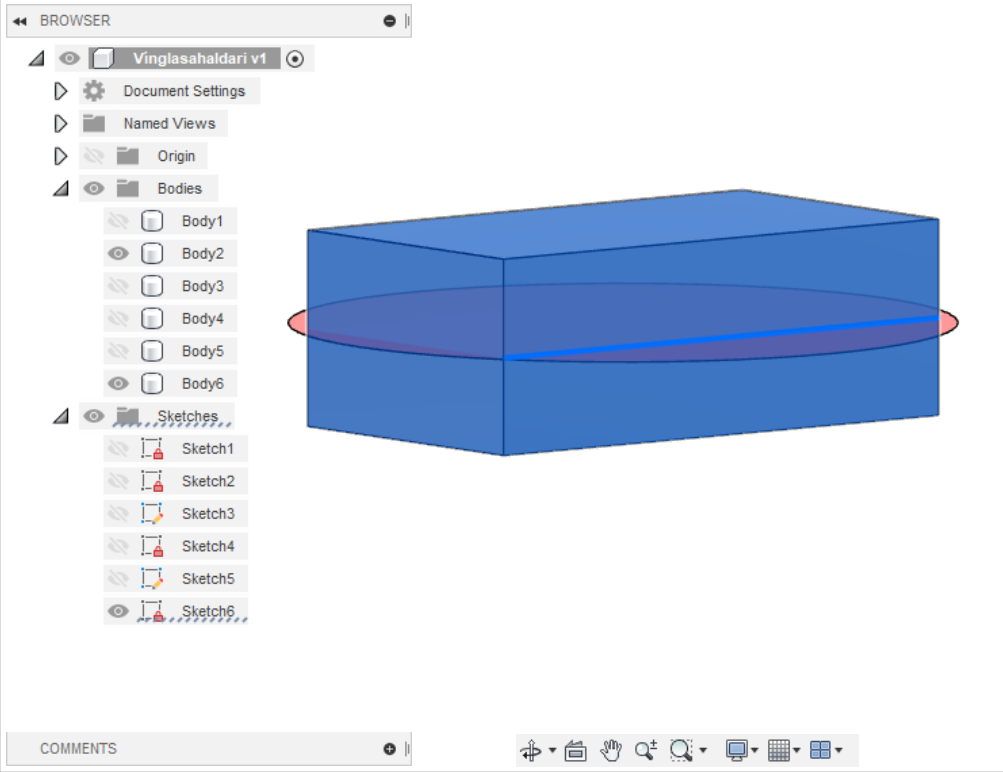 BROWSER
Vinglasahaldari v1
Document Settings
Named Views
Origin
Bodies
Body1
Body2
Body3
Body4
Body5
Body6
Sketches
Sketch1
Sketch2
Sketch3
Sketch4
Sketch5
Sketch6
COMMENTS